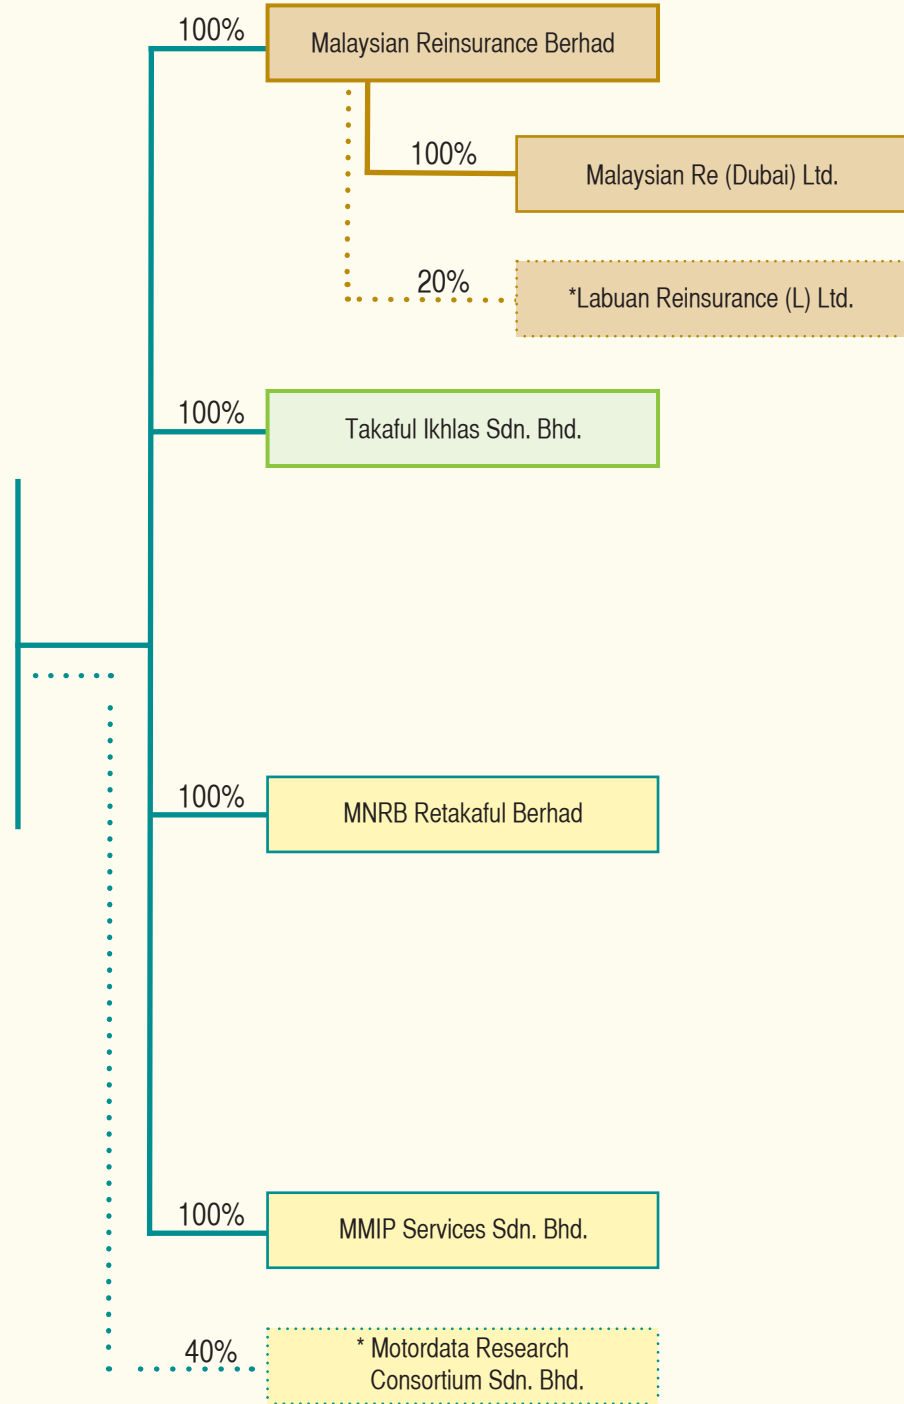 100%
Malaysian Reinsurance Berhad
100%
Malaysian Re (Dubai) Ltd.
20%
*Labuan Reinsurance (L) Ltd.
100%
Takaful Ikhlas Sdn. Bhd.
100%
MNRB Retakaful Berhad
100%
MMIP Services Sdn. Bhd.
40%
* Motordata Research
Consortium Sdn. Bhd.